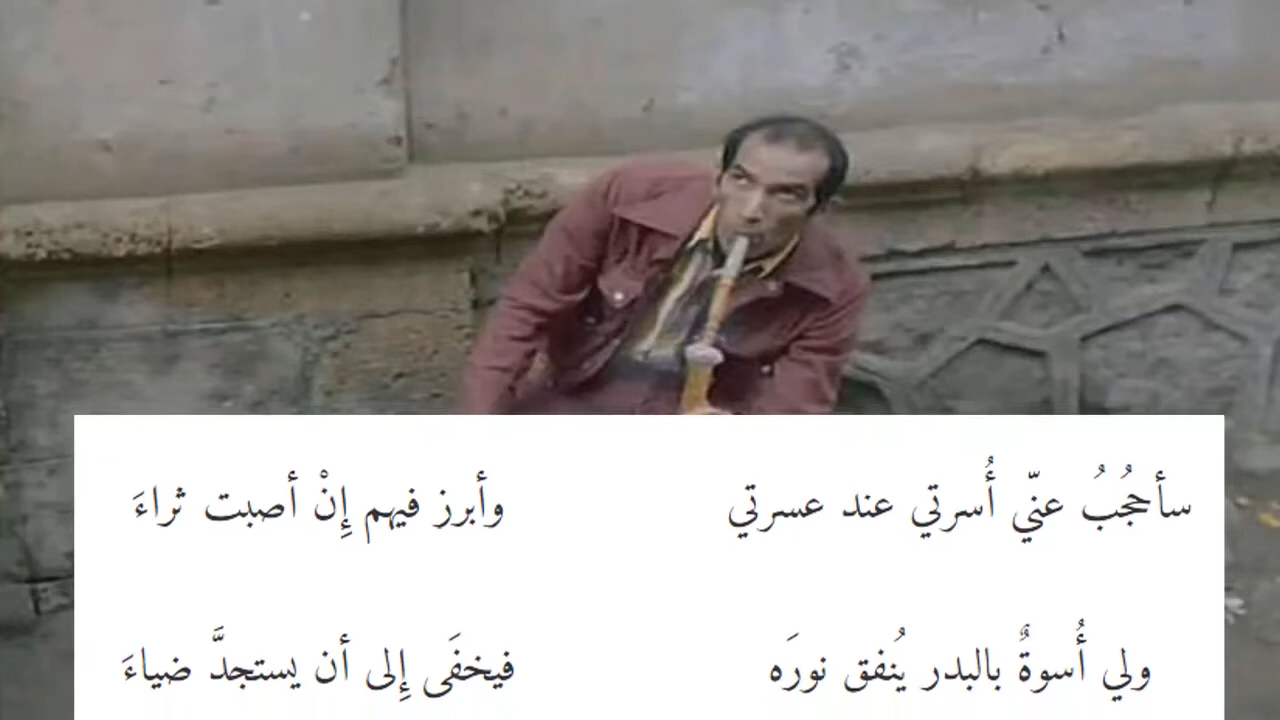 سأحجُبُ عنّي أُسرتي عند عسرتي وأبرز فيهم إِنْ أصبت ثراءَ
ولي أُسوةٌ بالبدر يُنفق نورَه فيخفَى إِلى أن يستجدَّ ضياءَ